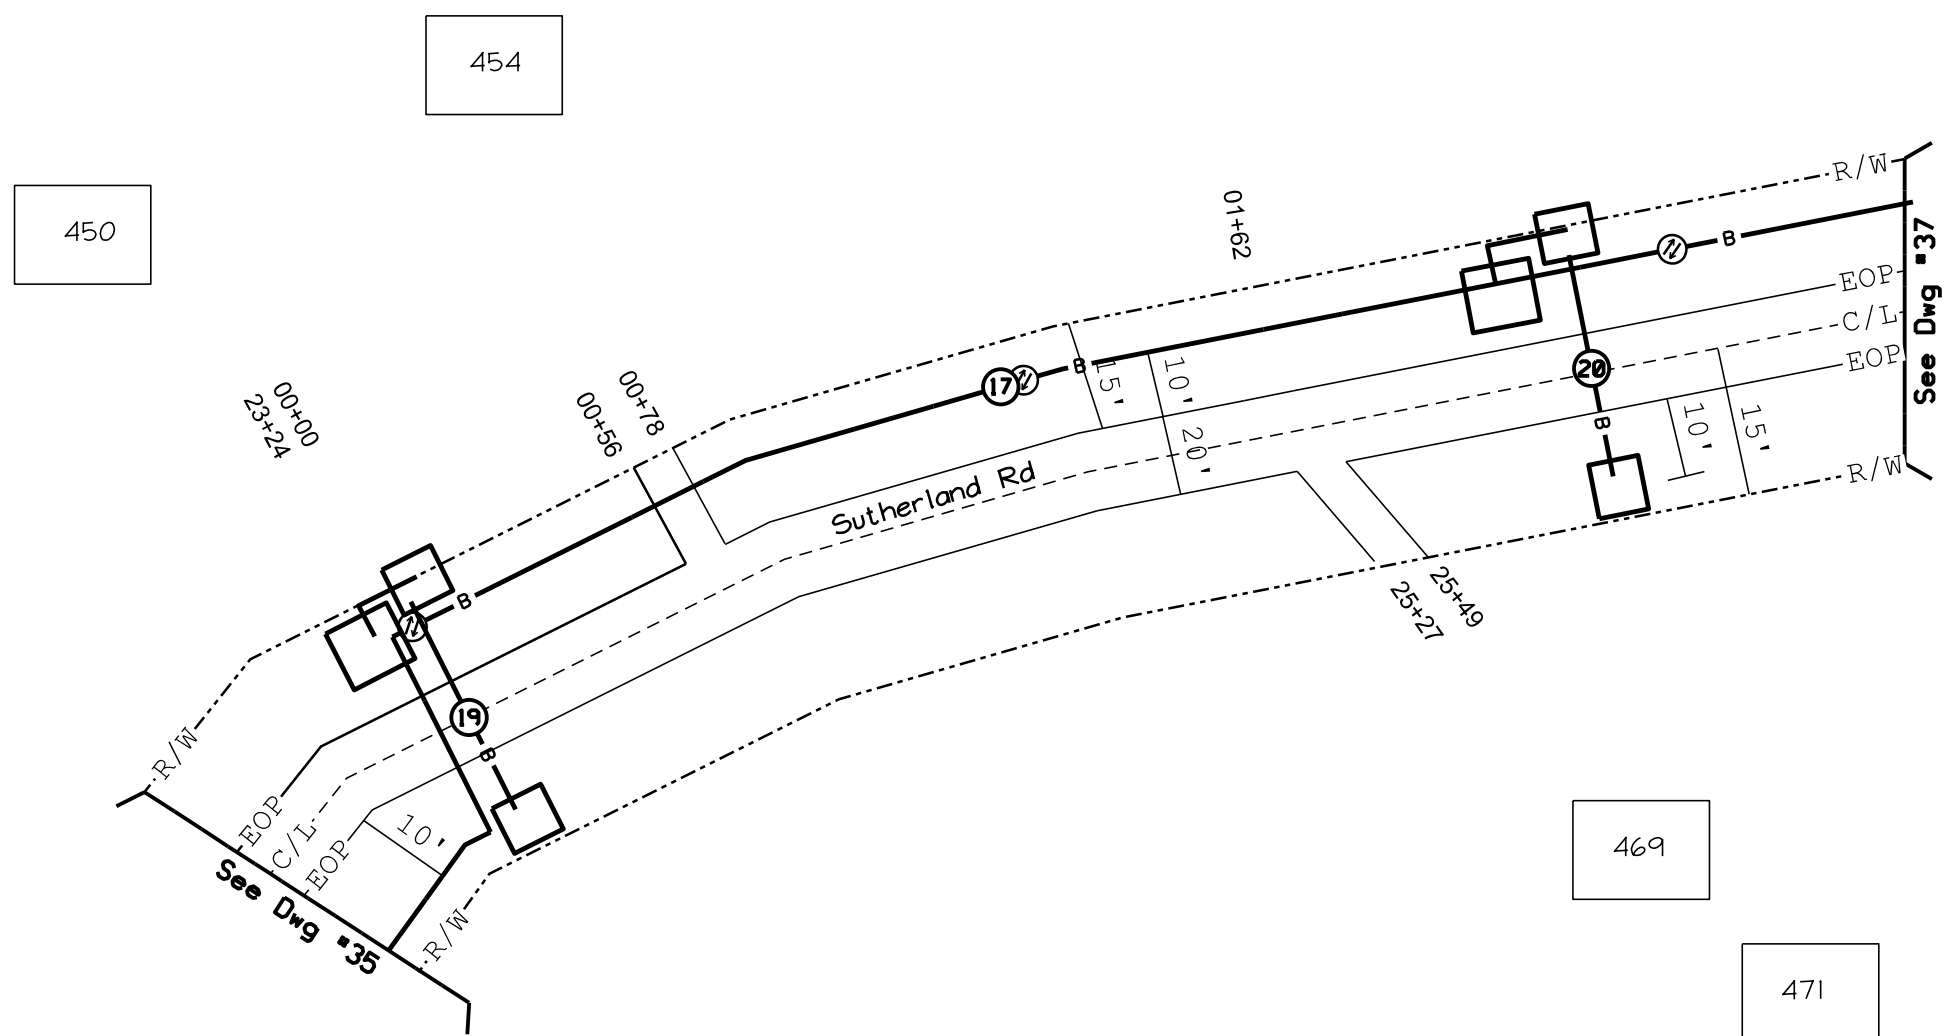 454
450
01+62
R/W
See Dwg "37
B
EOP
C/L
EOP
R/W
00+00
23+24
00+78
00+56
17
B
15'
10'
20'
20
B
10'
15'
Sutherland Rd
B
25+49
25+27
19
B
R/W
EOP
C/L
EOP
10'
R/W
See Dwg "35
469
471